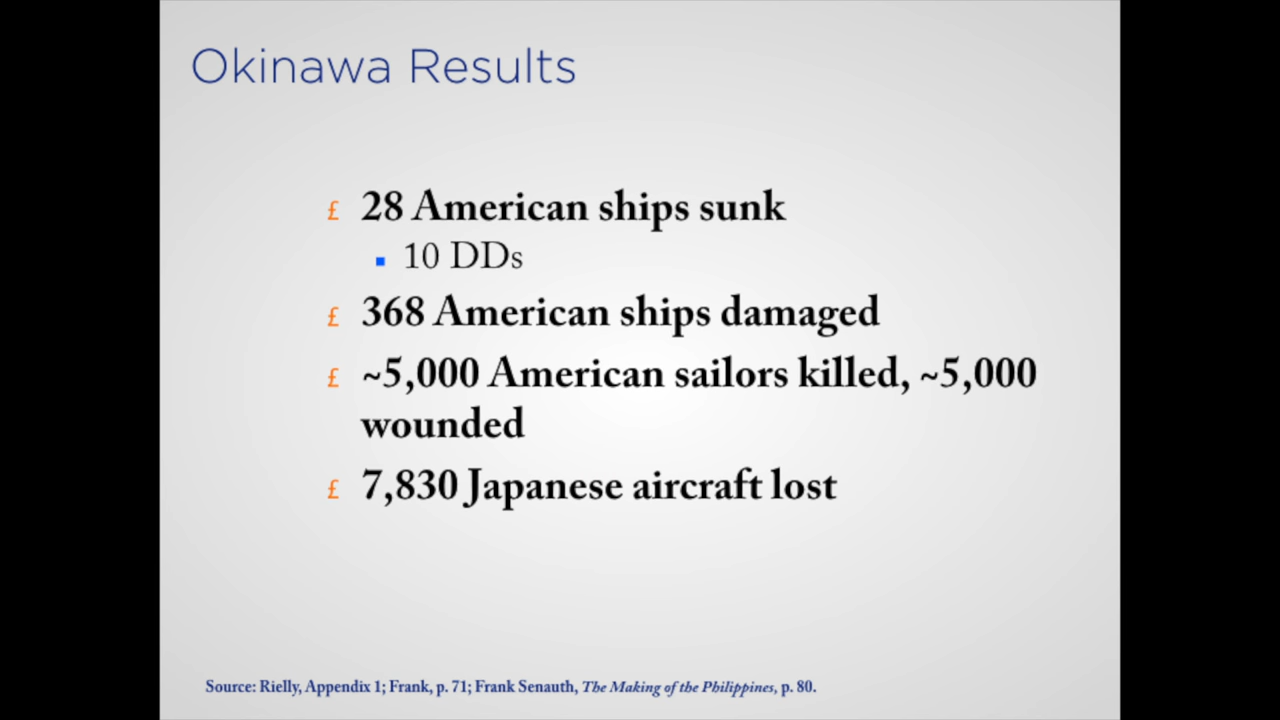 Okinawa Results
£ 28 American ships sunk
▪ 10 DDs
£ 368 American ships damaged
£ ~5,000 American sailors killed, ~5,000
wounded
£ 7,830 Japanese aircraft lost
Source: Rielly, Appendix 1; Frank, p. 71; Frank Senauth, The Making of the Philippines, p. 80.